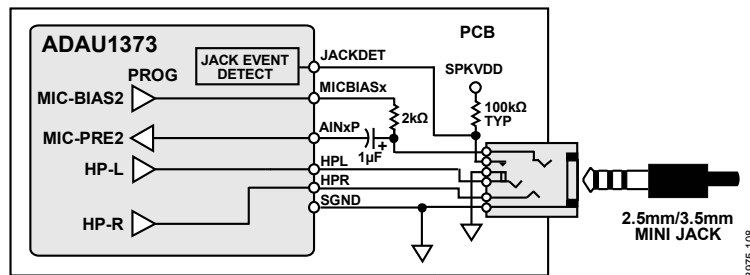 ADAU1373
PCB
JACK EVENT
DETECT
JACKDET
SPKVDD
PROG
MIC-BIAS2
MICBIASx
2kΩ
100kΩ
TYP
MIC-PRE2
AINxP
+
1µF
HP-L
HPL
HPR
SGND
HP-R
2.5mm/3.5mm
MINI JACK